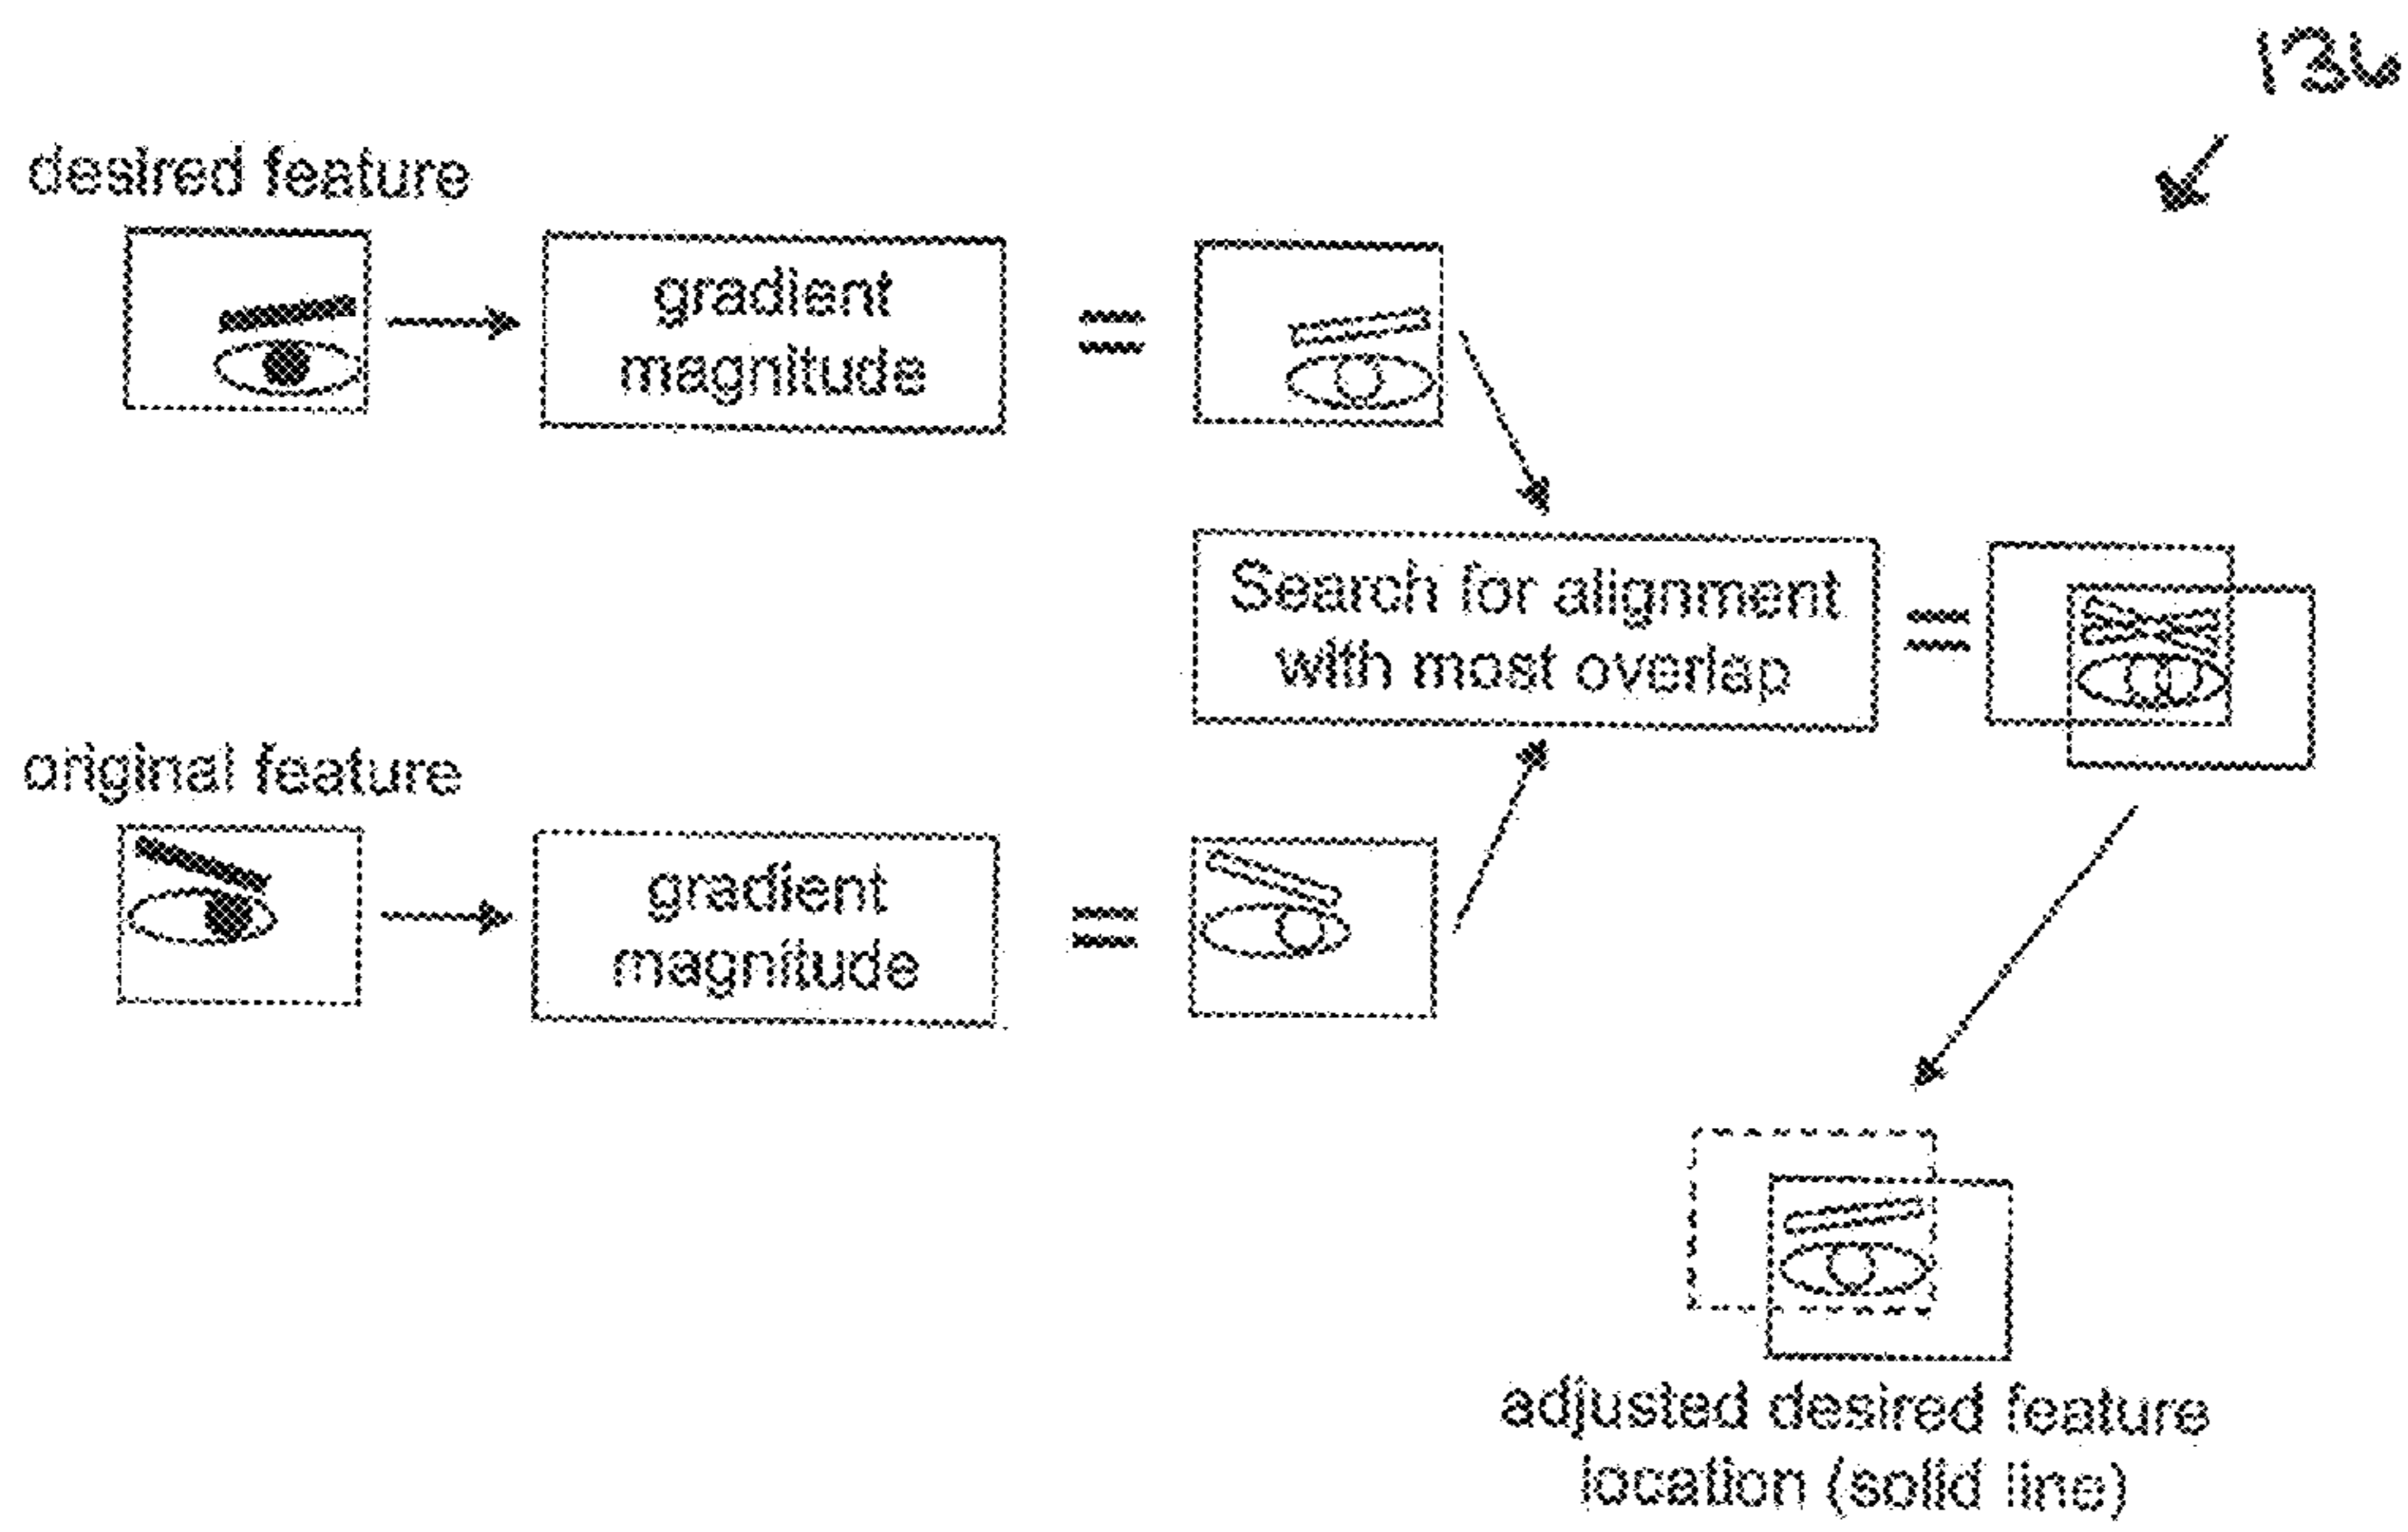 136
desired feature
gradient
magnitude
=
Search for alignment
with most overlap
=
original feature
gradient
magnitude
=
adjusted desired feature
location (solid line)